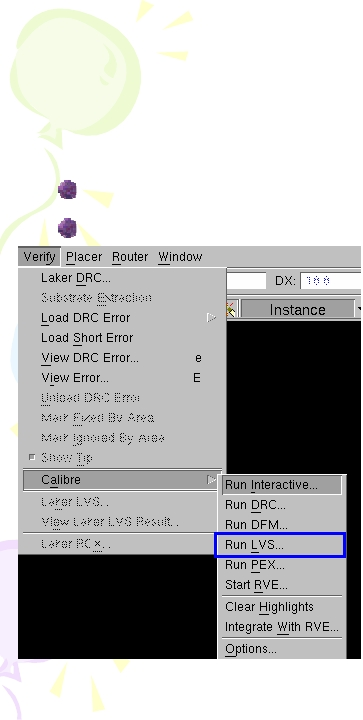 Verify Placer Router Window
Laker DRC...
DX: 100
Substrate Extraction
Instance
Load DRC Error
Load Short Error
View DRC Error... e
View Error... E
Unload DRC Error
Mark Fixed By Area
Mark Ignored By Area
Show Tip
Calibre
Run Interactive...
Laker LVS...
Run DRC...
View Laker LVS Result...
Run DFM...
Laker RCX...
Run LVS...
Run PEX...
Start RVE...
Clear Highlights
Integrate With RVE...
Options...